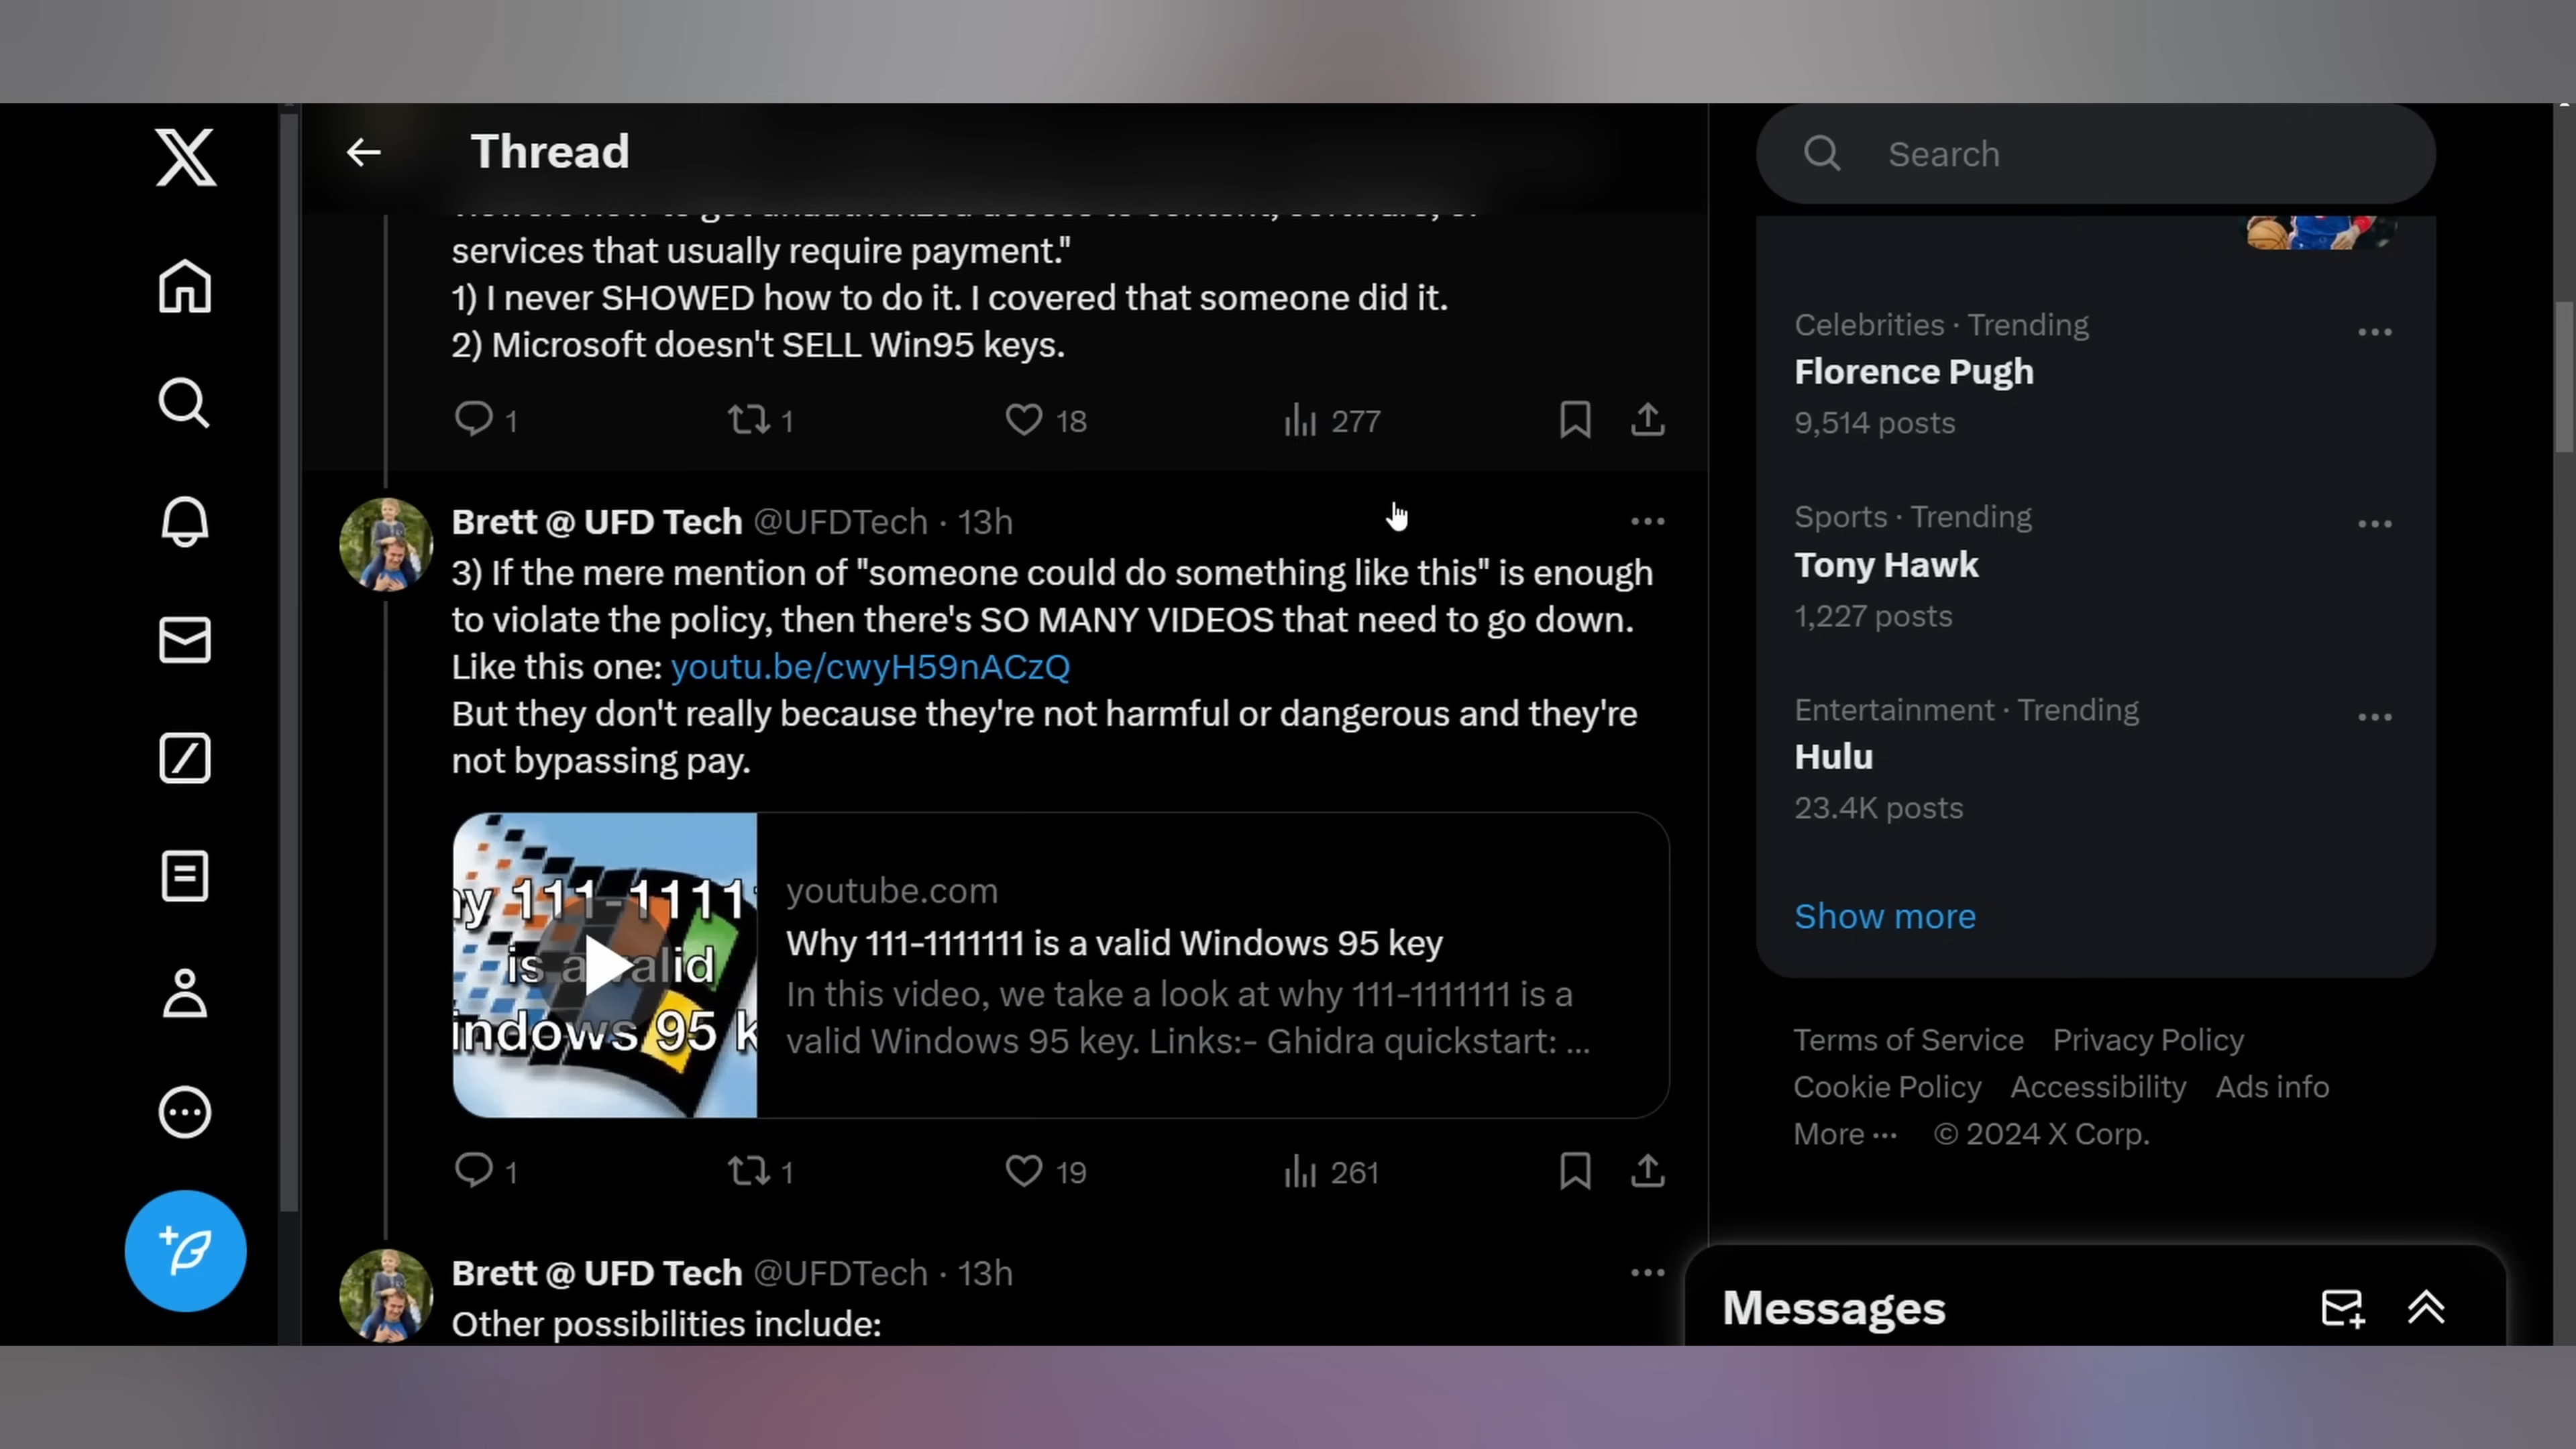 Thread
services that usually require payment."
1) I never SHOWED how to do it. I covered that someone did it.
2) Microsoft doesn't SELL Win95 keys.
1
1
18
277
Brett @ UFD Tech @UFDTech · 13h
3) If the mere mention of "someone could do something like this" is enough
to violate the policy, then there's SO MANY VIDEOS that need to go down.
Like this one: youtu.be/cwyH59nACzQ
But they don't really because they're not harmful or dangerous and they're
not bypassing pay.
111-1111
is a valid
95
youtube.com
Why 111-1111111 is a valid Windows 95 key
In this video, we take a look at why 111-1111111 is a
valid Windows 95 key. Links:- Ghidra quickstart: ...
1
1
19
261
Brett @ UFD Tech @UFDTech · 13h
Other possibilities include:
Search
Celebrities · Trending
Florence Pugh
9,514 posts
Sports · Trending
Tony Hawk
1,227 posts
Entertainment · Trending
Hulu
23.4K posts
Show more
Terms of Service Privacy Policy
Cookie Policy Accessibility Ads info
More ··· © 2024 X Corp.
Messages